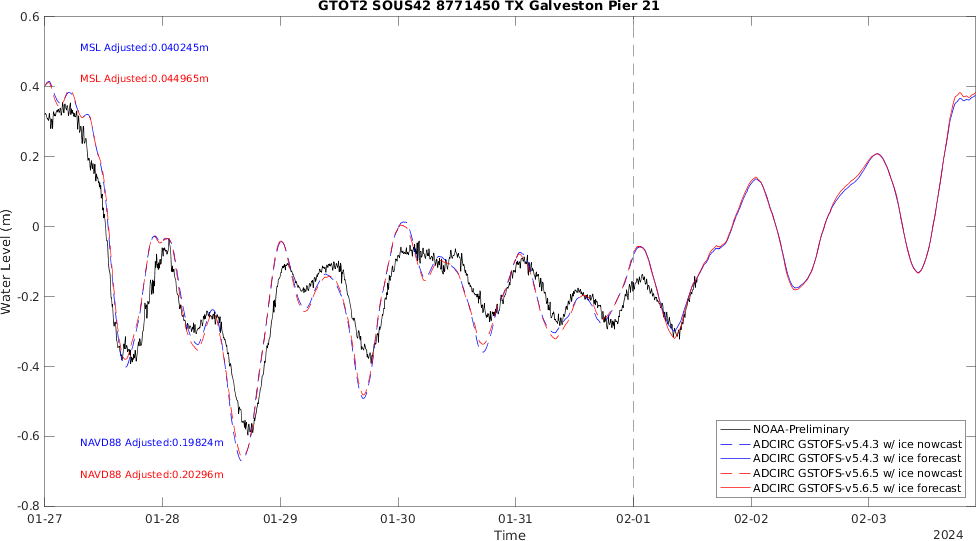 GTOT2 SOUS42 8771450 TX Galveston Pier 21
0.6
MSL Adjusted:0.040245m
MSL Adjusted:0.044965m
0.4
0.2
0
-0.2
-0.4
-0.6
-0.8
Water Level (m)
NAVD88 Adjusted:0.19824m
NAVD88 Adjusted:0.20296m
NOAA-Preliminary
ADCIRC GSTOFS-v5.4.3 w/ ice nowcast
ADCIRC GSTOFS-v5.4.3 w/ ice forecast
ADCIRC GSTOFS-v5.6.5 w/ ice nowcast
ADCIRC GSTOFS-v5.6.5 w/ ice forecast
01-27 01-28 01-29 01-30 01-31 02-01 02-02 02-03
Time
2024